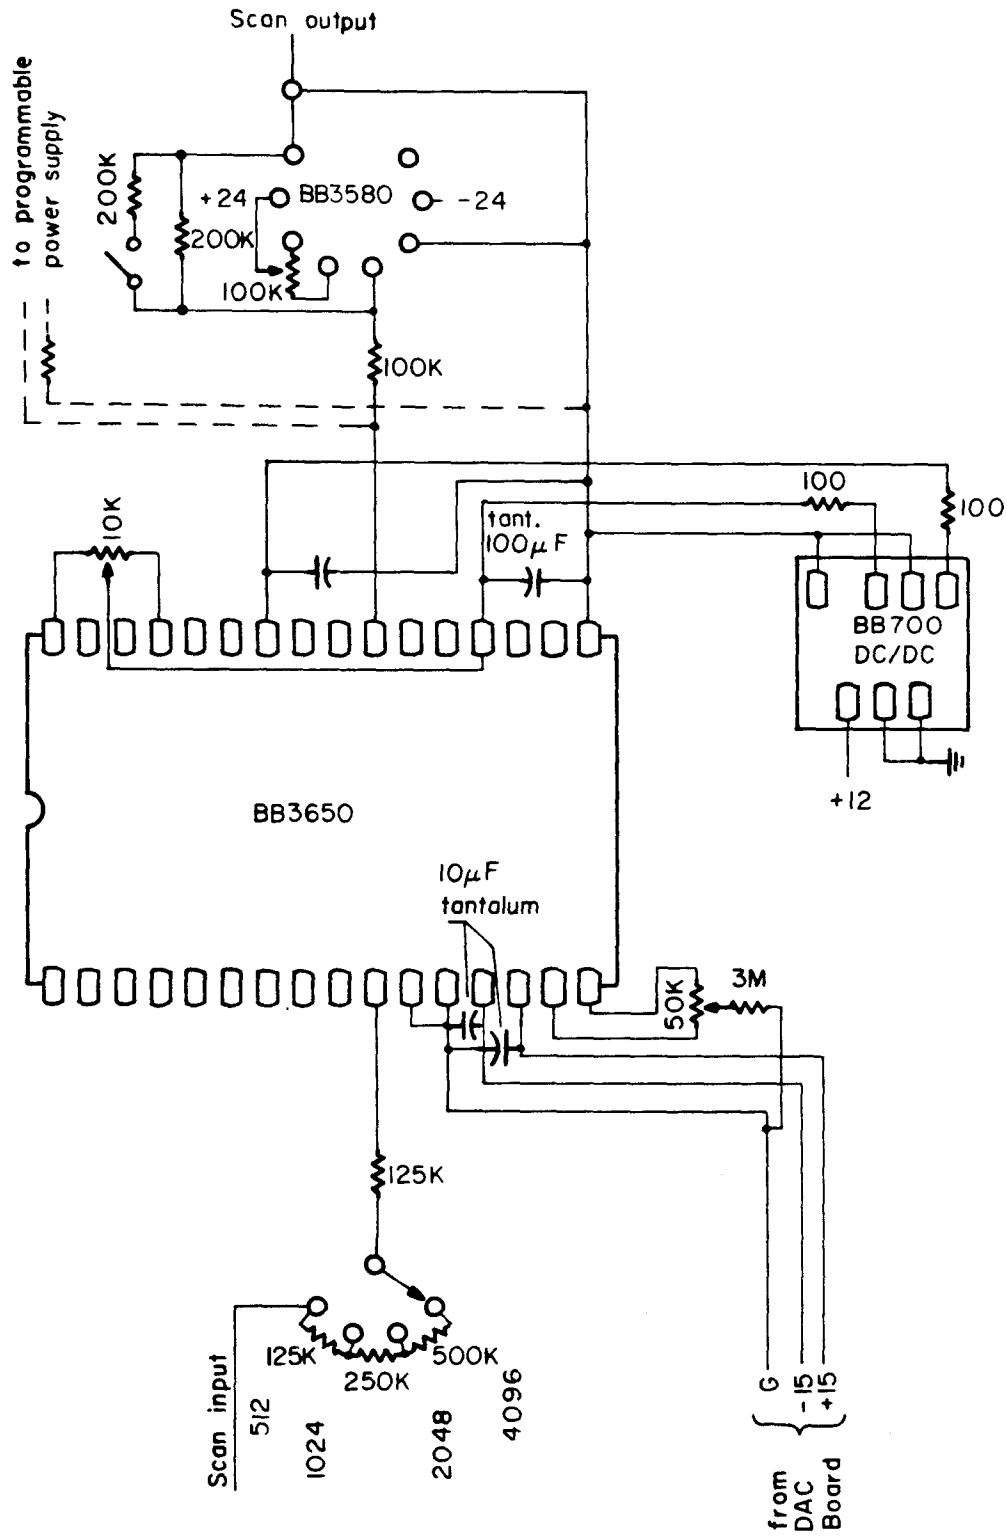 Scan output
to programmable
power supply
200K
+24
BB3580
-24
200K
100K
100K
10K
tant.
100μF
100
100
BB700
DC/DC
+12
BB3650
10μF
tantalum
50K
3M
125K
125K
250K
500K
Scan input
512
1024
2048
4096
G
-15
+15
from
DAC
Board